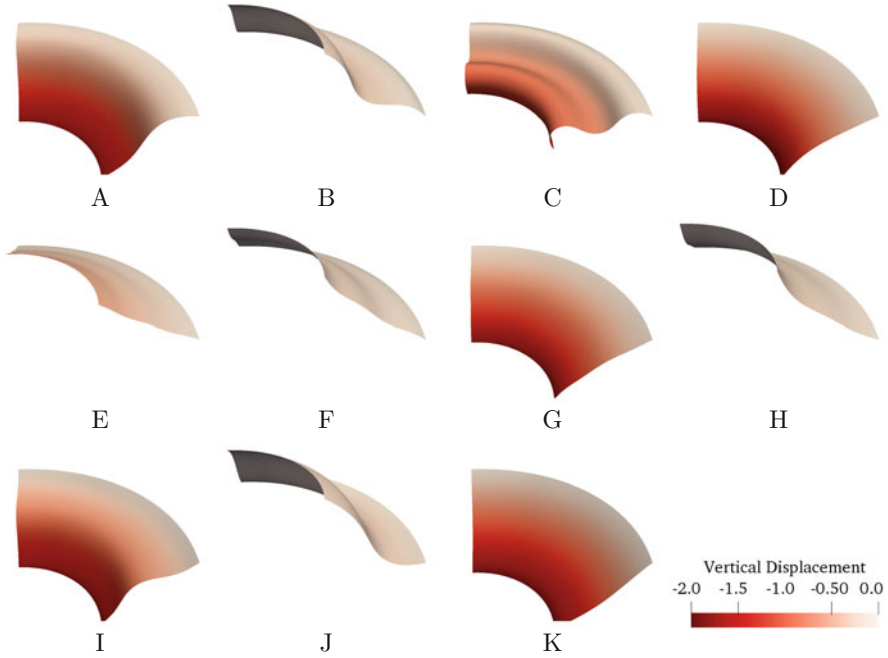 A B C D
E F G H
I J K
Vertical Displacement
-2.0 -1.5 -1.0 -0.50 0.0